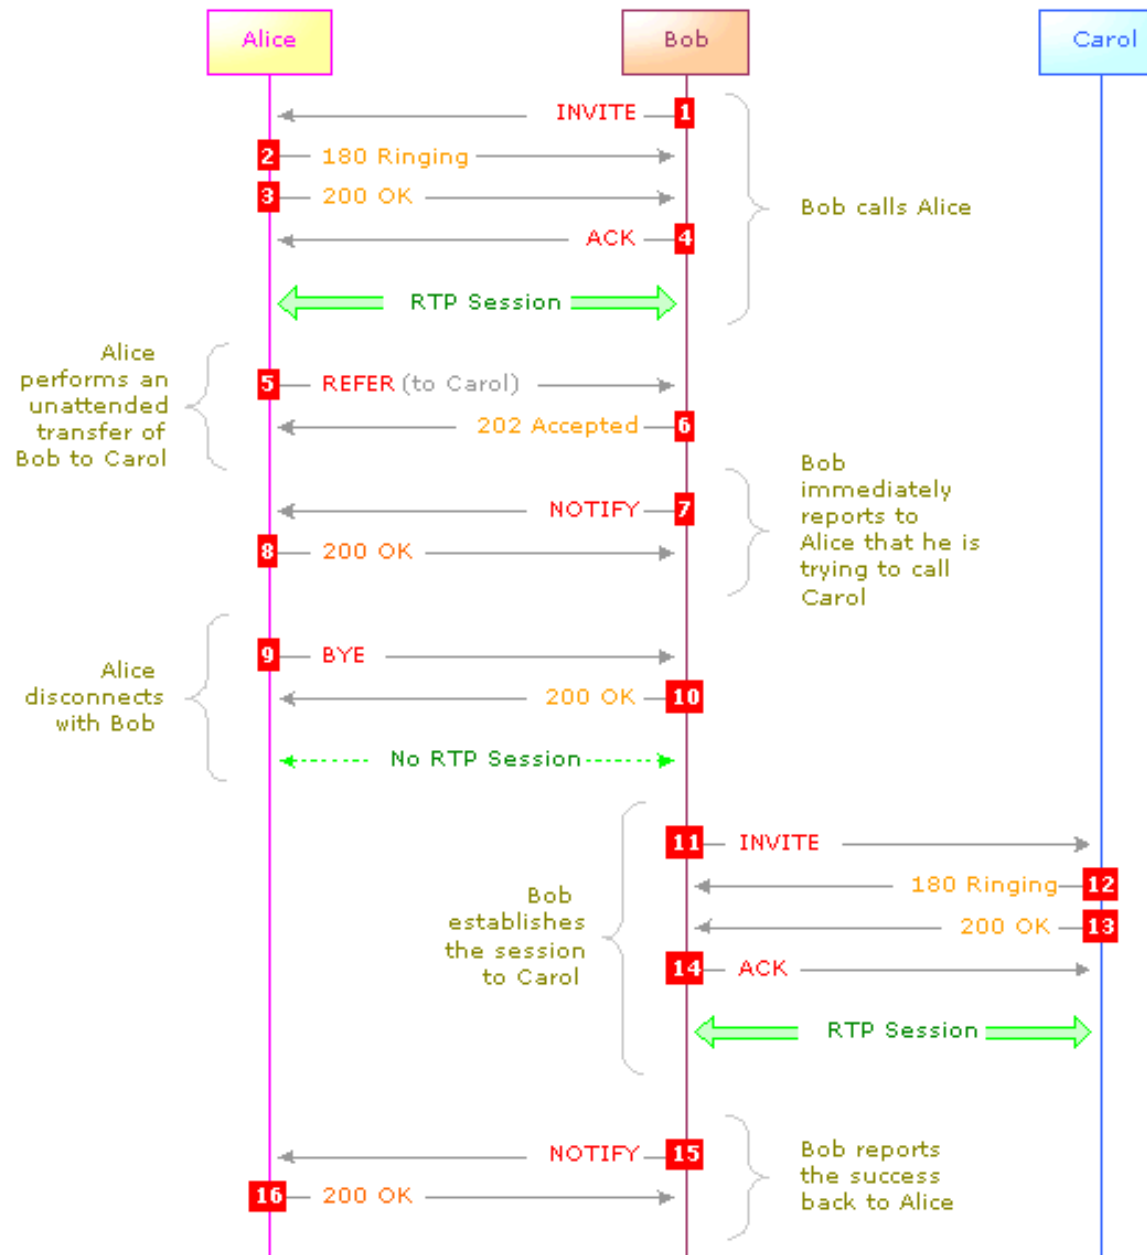 Alice
Bob
Carol
INVITE 1
2 180 Ringing
3 200 OK
Bob calls Alice
ACK 4
RTP Session
Alice
performs an
unattended
transfer of
Bob to Carol
5 REFER (to Carol)
202 Accepted 6
Bob
immediately
reports to
Alice that he is
trying to call
Carol
NOTIFY 7
8 200 OK
Alice
disconnects
with Bob
9 BYE
200 OK 10
No RTP Session
11 INVITE
180 Ringing 12
Bob
establishes
the session
to Carol
200 OK 13
14 ACK
RTP Session
NOTIFY 15
16 200 OK
Bob reports
the success
back to Alice